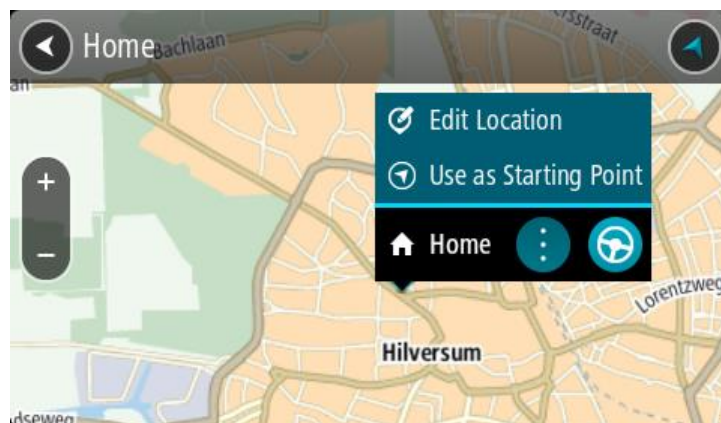 Home
Bachlaan
Edit Location
Use as Starting Point
+
Home
−
Lorentzweg
Hilversum